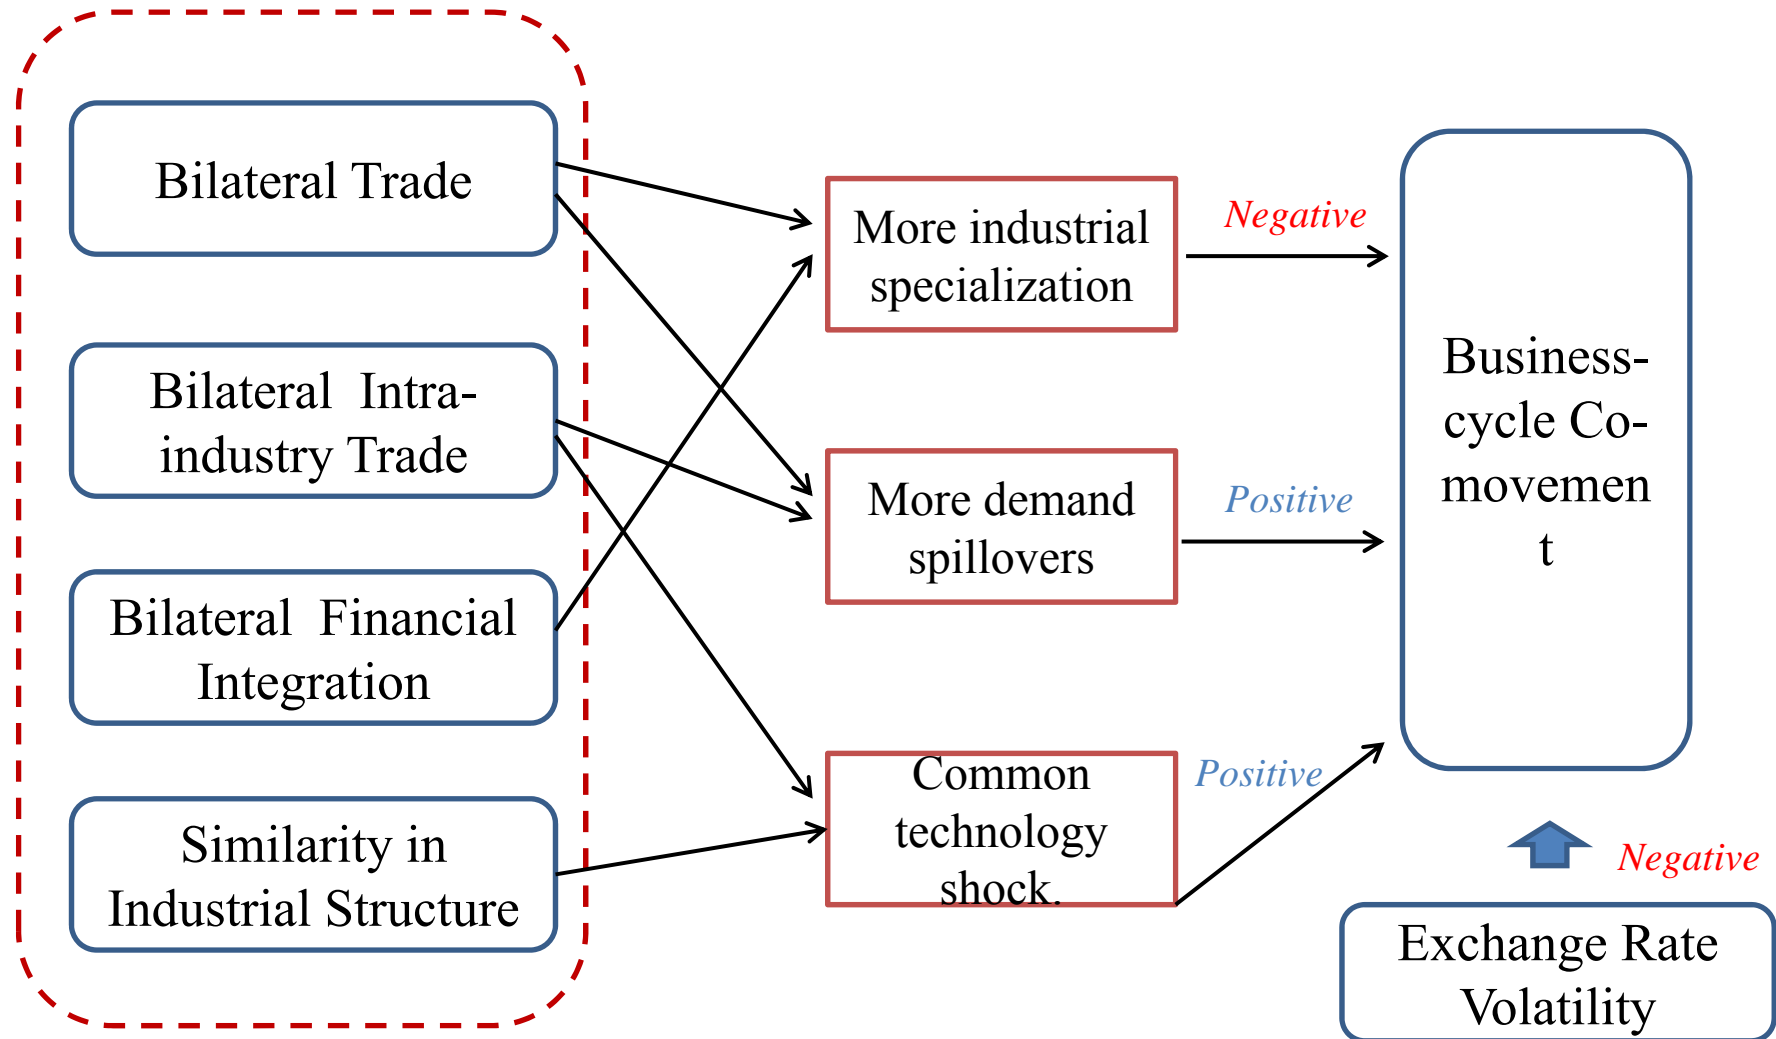 Bilateral Trade
Bilateral  Intra-
industry Trade
Bilateral  Financial
Integration
Similarity in
Industrial Structure
More industrial
specialization
More demand
spillovers
Common
technology
shock.
Negative
Positive
Positive
Business-
cycle Co-
movemen
t
Negative
Exchange Rate
Volatility